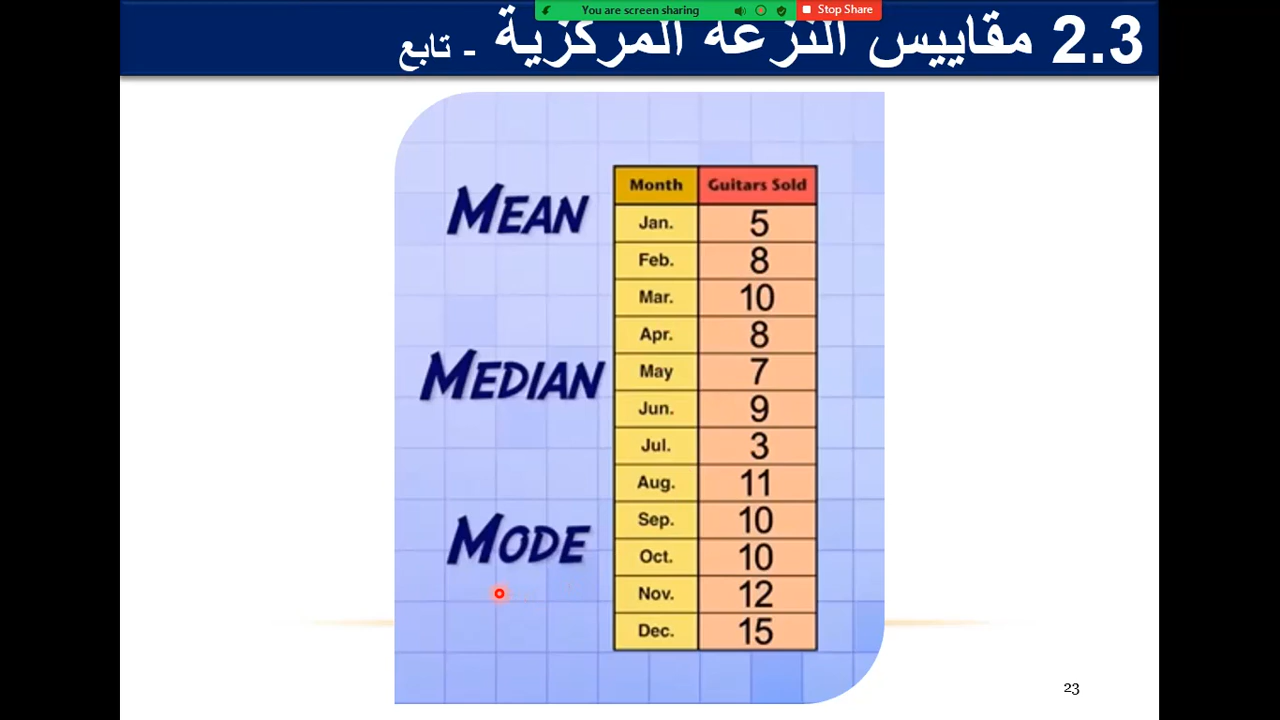 You are screen sharing Stop Share
2.3 مقاييس النزعة المركزية - تابع
MEAN
MEDIAN
MODE
Month Guitars Sold
Jan. 5
Feb. 8
Mar. 10
Apr. 8
May 7
Jun. 9
Jul. 3
Aug. 11
Sep. 10
Oct. 10
Nov. 12
Dec. 15
23